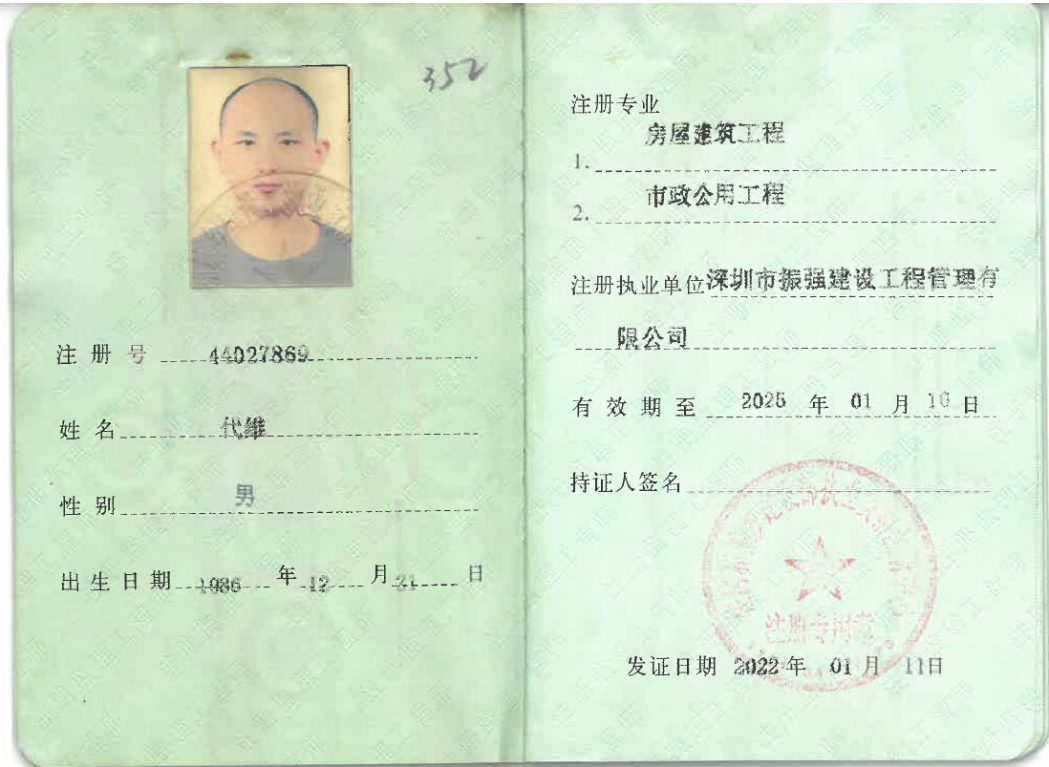 352
注册号 44027869
姓名 代维
性别 男
出生日期 1986 年 12 月 21 日
注册专业
1. 房屋建筑工程
2. 市政公用工程
注册执业单位 深圳市振强建设工程管理有
限公司
有效期至 2025 年 01 月 10 日
持证人签名
注册专用章
发证日期 2022 年 01 月 11 日